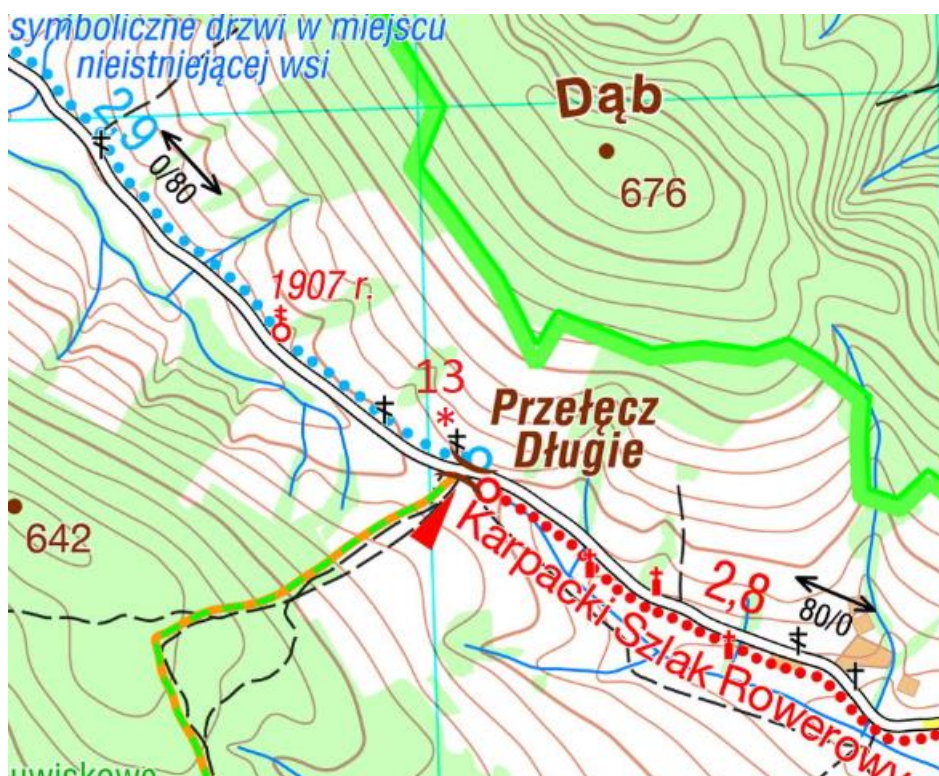 symboliczne drzwi w miejscu
nieistniejącej wsi
Dąb
676
2,9
0/80
1907 r.
13
*
Przełęcz
Długie
642
Karpacki Szlak Rowerowy
2,8
80/0
uwiskowe